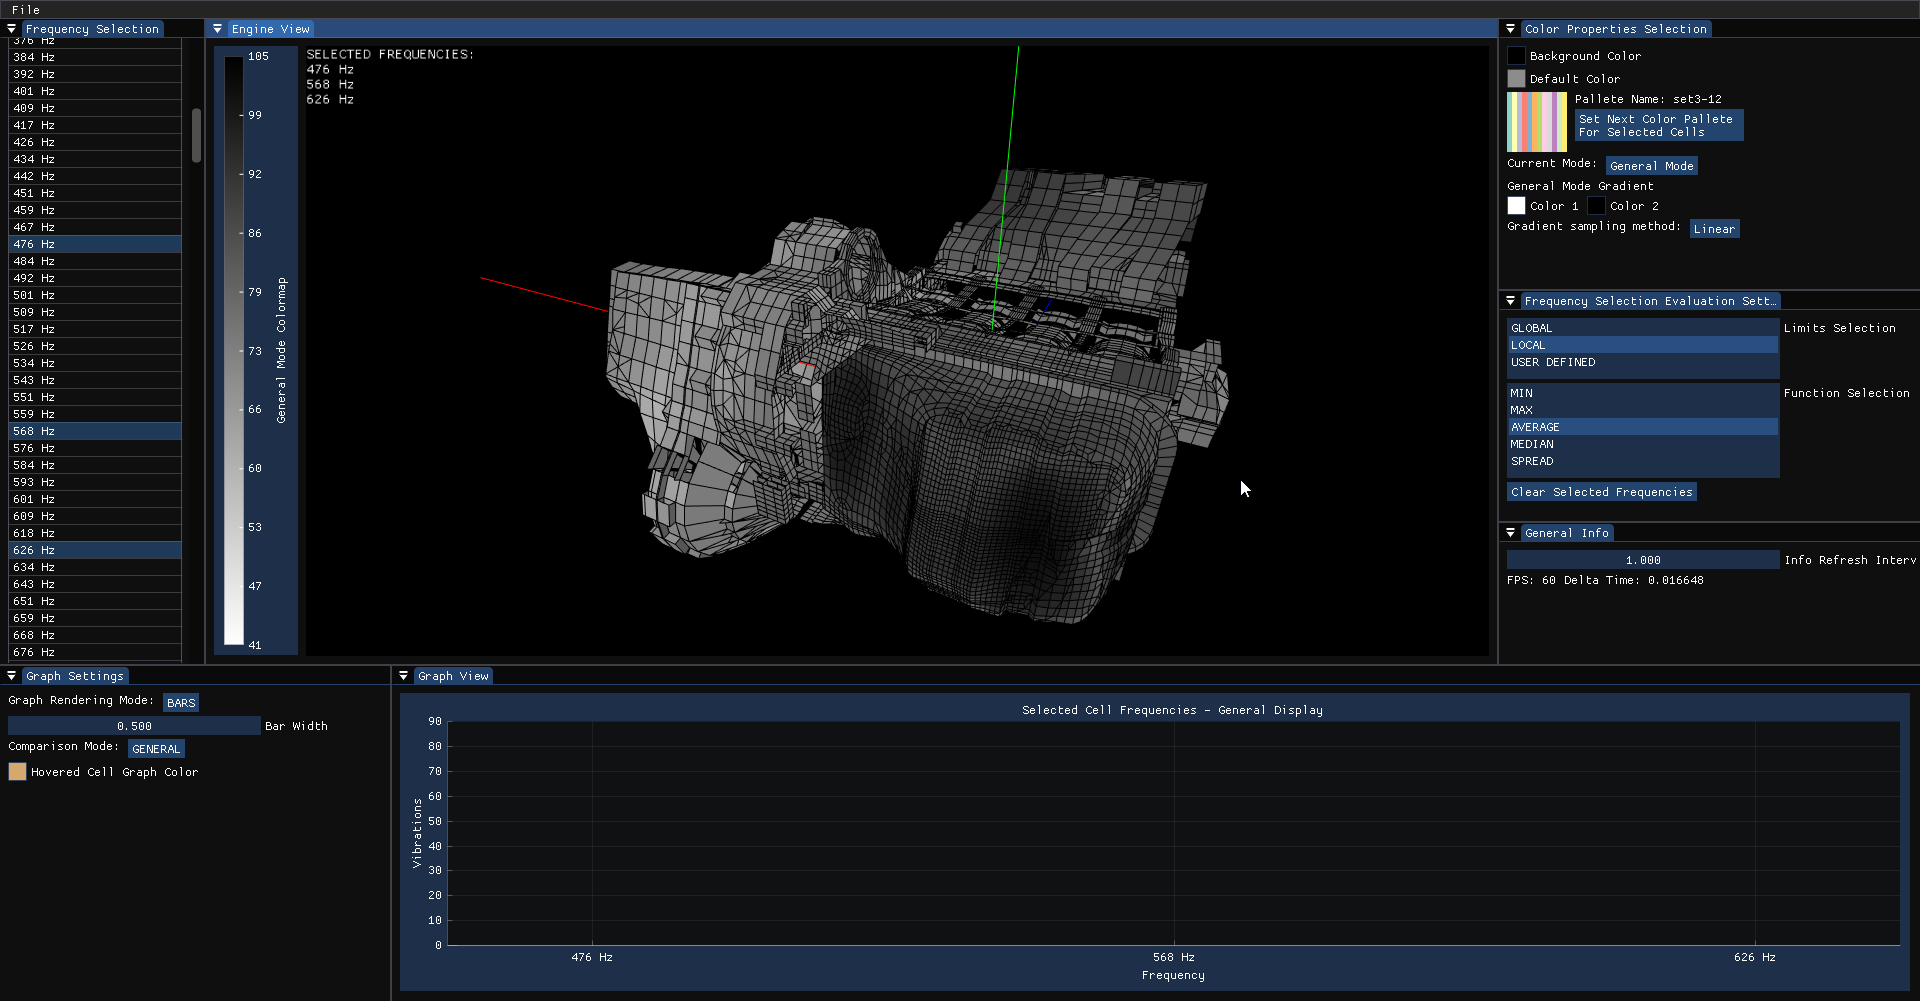 File
Frequency Selection
376 Hz
384 Hz
392 Hz
401 Hz
409 Hz
417 Hz
426 Hz
434 Hz
442 Hz
451 Hz
459 Hz
467 Hz
476 Hz
484 Hz
492 Hz
501 Hz
509 Hz
517 Hz
526 Hz
534 Hz
543 Hz
551 Hz
559 Hz
568 Hz
576 Hz
584 Hz
593 Hz
601 Hz
609 Hz
618 Hz
626 Hz
634 Hz
643 Hz
651 Hz
659 Hz
668 Hz
676 Hz
Engine View
105
99
92
86
79
73
66
60
53
47
41
General Mode Colormap
SELECTED FREQUENCIES:
476 Hz
568 Hz
626 Hz
Color Properties Selection
Background Color
Default Color
Pallete Name: set3-12
Set Next Color Pallete
For Selected Cells
Current Mode: General Mode
General Mode Gradient
Color 1 Color 2
Gradient sampling method: Linear
Frequency Selection Evaluation Sett…
GLOBAL
LOCAL
USER DEFINED
Limits Selection
MIN
MAX
AVERAGE
MEDIAN
SPREAD
Function Selection
Clear Selected Frequencies
General Info
1.000 Info Refresh Interv
FPS: 60 Delta Time: 0.016648
Graph Settings
Graph Rendering Mode: BARS
0.500 Bar Width
Comparison Mode: GENERAL
Hovered Cell Graph Color
Graph View
Selected Cell Frequencies - General Display
90
80
70
60
50
40
30
20
10
0
Vibrations
476 Hz 568 Hz 626 Hz
Frequency